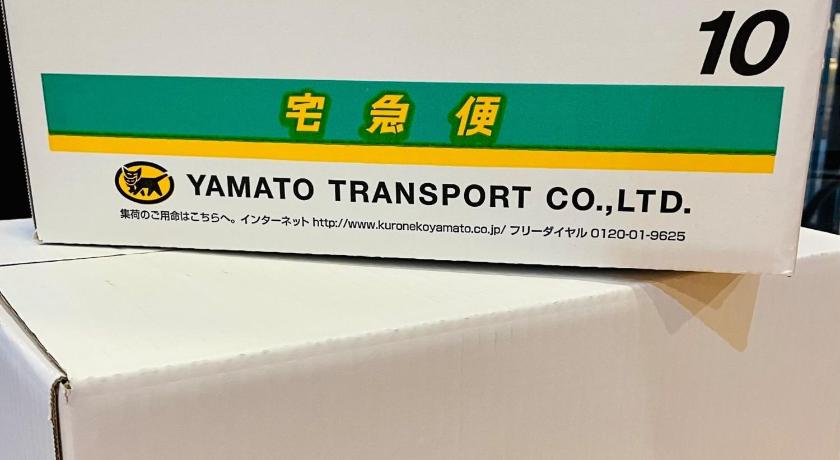 10
宅急便
YAMATO TRANSPORT CO.,LTD.
集荷のご用命はこちらへ。インターネット http://www.kuronekoyamato.co.jp/ フリーダイヤル 0120-01-9625